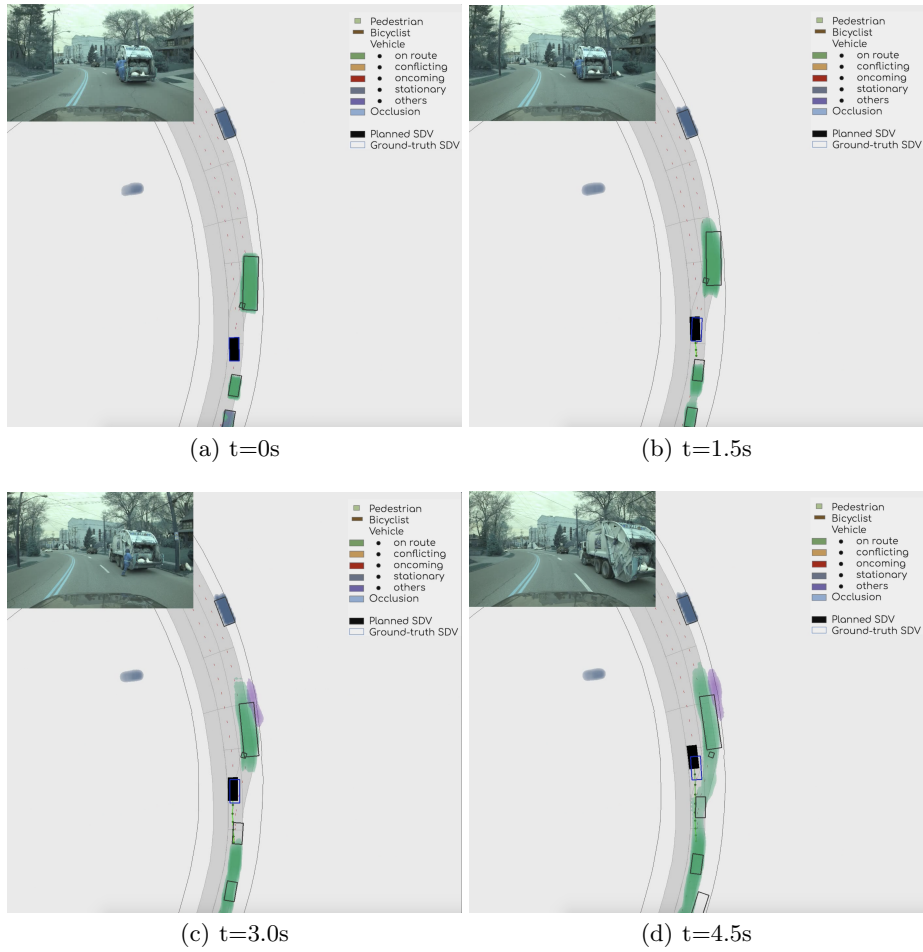 Pedestrian
Bicyclist
Vehicle
• on route
• conflicting
• oncoming
• stationary
• others
Occlusion
Planned SDV
Ground-truth SDV
Pedestrian
Bicyclist
Vehicle
• on route
• conflicting
• oncoming
• stationary
• others
Occlusion
Planned SDV
Ground-truth SDV
(a) t=0s
(b) t=1.5s
Pedestrian
Bicyclist
Vehicle
• on route
• conflicting
• oncoming
• stationary
• others
Occlusion
Planned SDV
Ground-truth SDV
Pedestrian
Bicyclist
Vehicle
• on route
• conflicting
• oncoming
• stationary
• others
Occlusion
Planned SDV
Ground-truth SDV
(c) t=3.0s
(d) t=4.5s